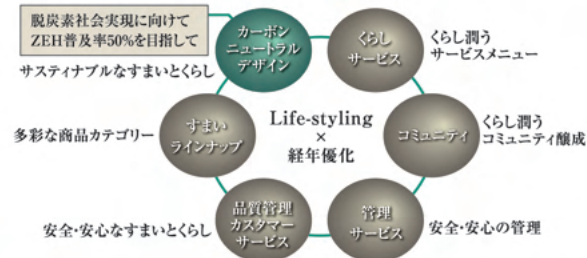 脱炭素社会実現に向けて
ZEH普及率50%を目指して
サスティナブルなすまいとくらし
カーボン
ニュートラル
デザイン
くらし
サービス
くらし潤う
サービスメニュー
多彩な商品カテゴリー
すまい
ラインナップ
Life-styling
×
経年優化
コミュニティ
くらし潤う
コミュニティ醸成
安全・安心なすまいとくらし
品質管理
カスタマー
サービス
管理
サービス
安全・安心の管理